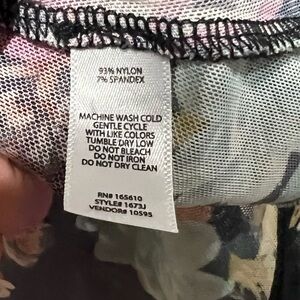 93% NYLON
7% SPANDEX
MACHINE WASH COLD
GENTLE CYCLE
WITH LIKE COLORS
TUMBLE DRY LOW
DO NOT BLEACH
DO NOT IRON
DO NOT DRY CLEAN
RN# 165610
STYLE# 1673J
VENDOR# 10595